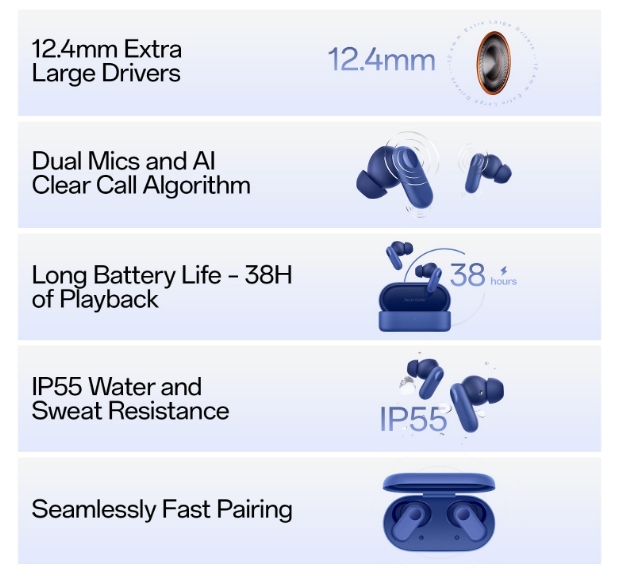 12.4mm Extra
Large Drivers
12.4mm
Dual Mics and AI
Clear Call Algorithm
Long Battery Life - 38H
of Playback
38 hours
IP55 Water and
Sweat Resistance
IP55
Seamlessly Fast Pairing